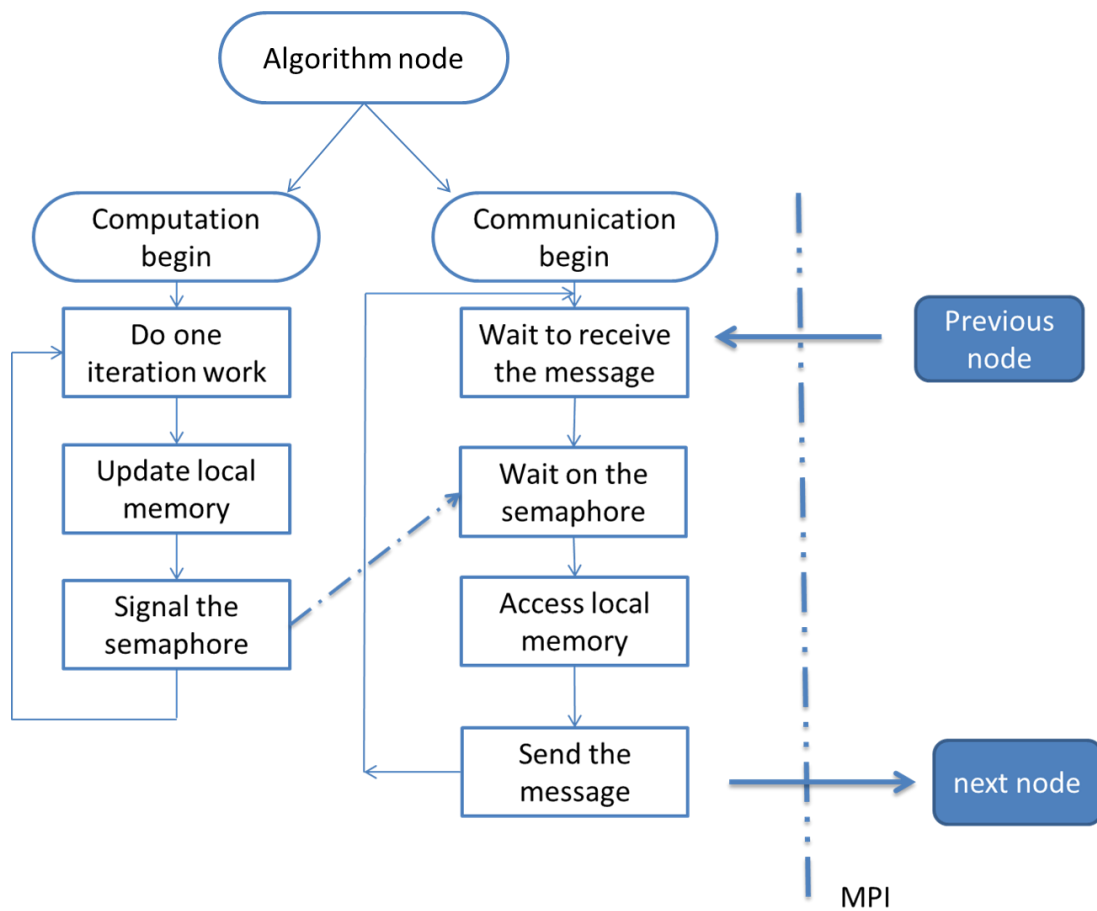 Algorithm node
Computation
begin
Communication
begin
Do one
iteration work
Wait to receive
the message
Previous
node
Update local
memory
Wait on the
semaphore
Signal the
semaphore
Access local
memory
Send the
message
next node
MPI